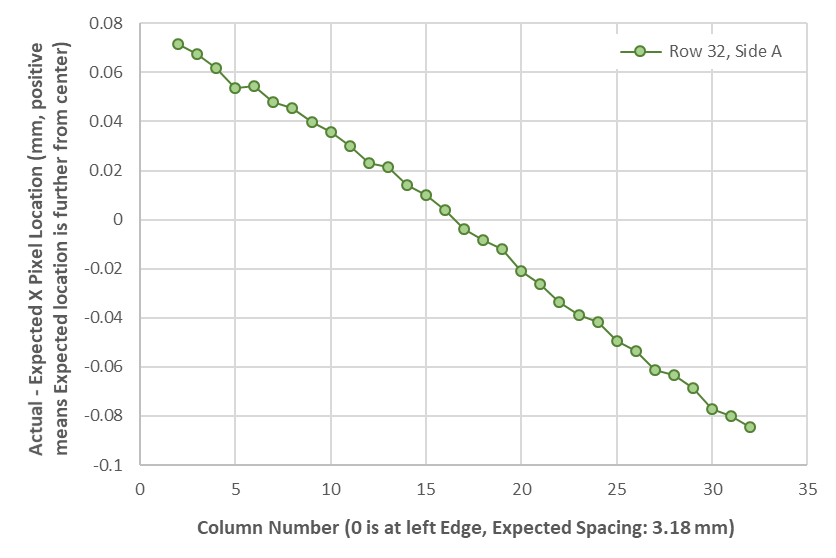 Actual - Expected X Pixel Location (mm, positive
means Expected location is further from center)
0.08
0.06
0.04
0.02
0
-0.02
-0.04
-0.06
-0.08
-0.1
Row 32, Side A
0 5 10 15 20 25 30 35
Column Number (0 is at left Edge, Expected Spacing: 3.18 mm)